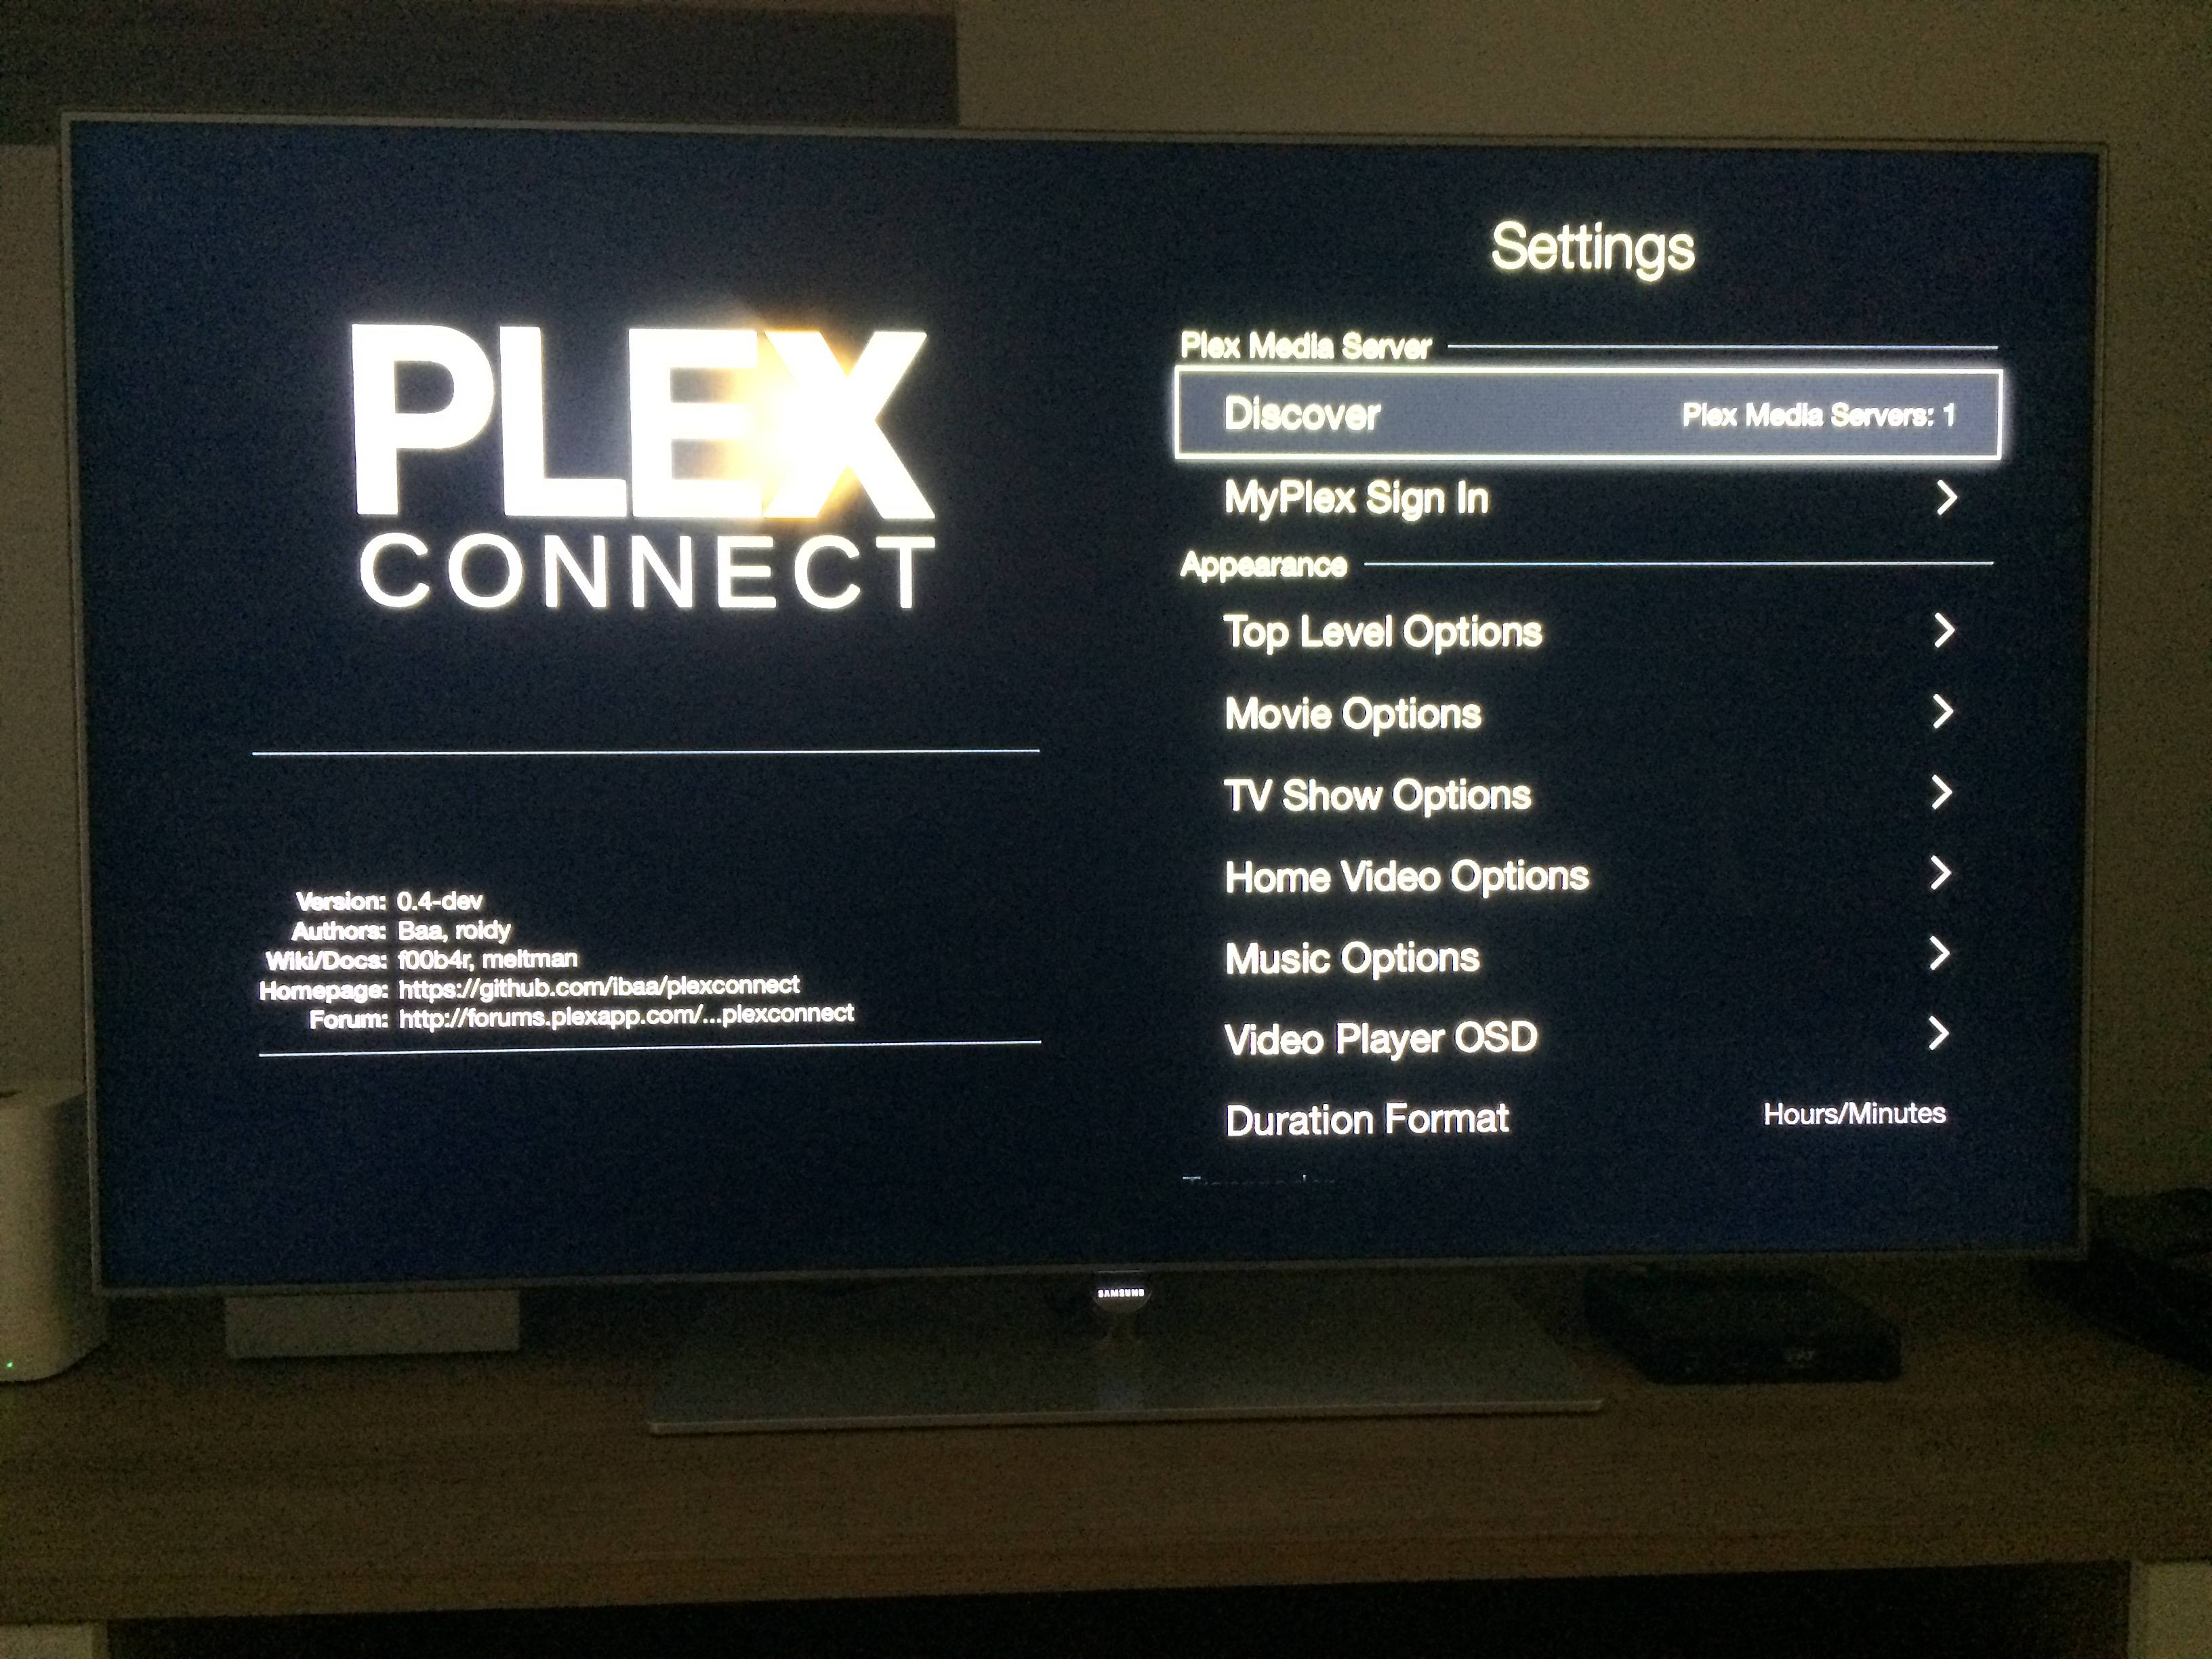 PLEX
CONNECT
Version: 0.4-dev
Authors: Baa, roidy
Wiki/Docs: f00b4r, meltman
Homepage: https://github.com/ibaa/plexconnect
Forum: http://forums.plexapp.com/...plexconnect
Settings
Plex Media Server
Discover Plex Media Servers: 1
MyPlex Sign In
Appearance
Top Level Options
Movie Options
TV Show Options
Home Video Options
Music Options
Video Player OSD
Duration Format Hours/Minutes
SAMSUNG